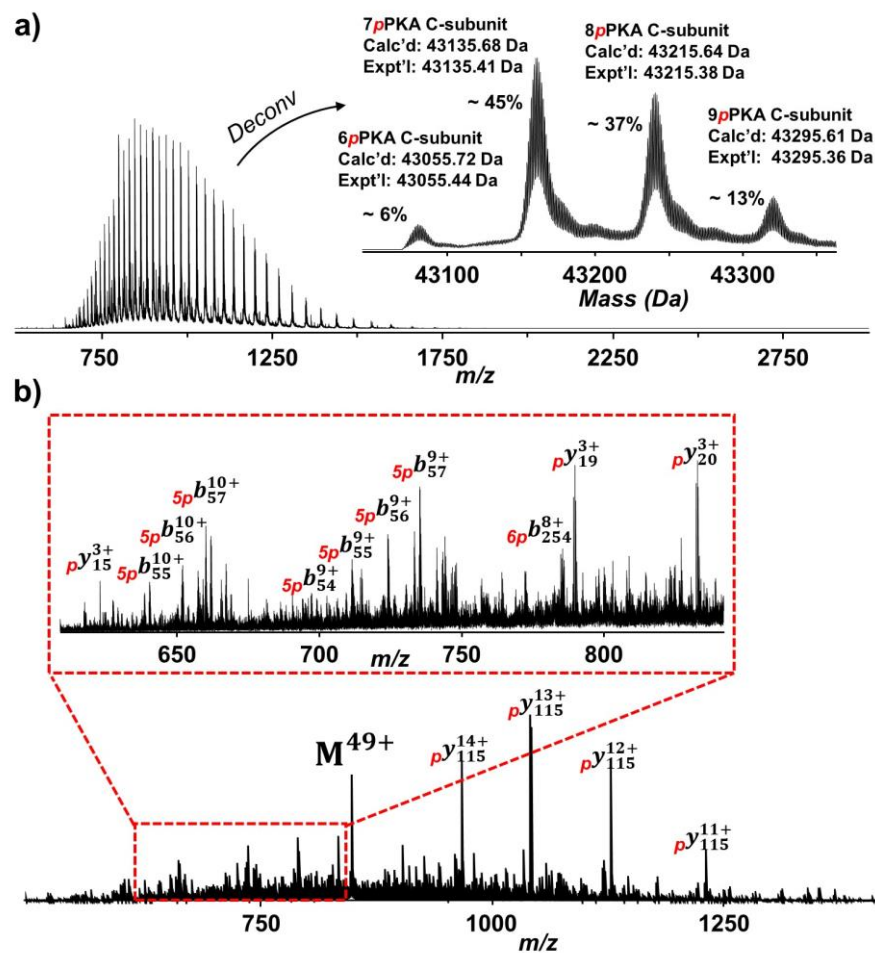 a)
Deconv
7pPKA C-subunit
Calc'd: 43135.68 Da
Expt'l: 43135.41 Da
~ 45%
8pPKA C-subunit
Calc'd: 43215.64 Da
Expt'l: 43215.38 Da
~ 37%
6pPKA C-subunit
Calc'd: 43055.72 Da
Expt'l: 43055.44 Da
~ 6%
9pPKA C-subunit
Calc'd: 43295.61 Da
Expt'l: 43295.36 Da
~ 13%
43100 43200 43300
Mass (Da)
750 1250 1750 2250 2750
m/z
b)
py15 3+
5pb55 10+
5pb56 10+
5pb57 10+
5pb54 9+
5pb55 9+
5pb56 9+
5pb57 9+
6pb254 8+
py19 3+
py20 3+
650 700 750 800
m/z
M49+
py115 14+
py115 13+
py115 12+
py115 11+
750 1000 1250
m/z